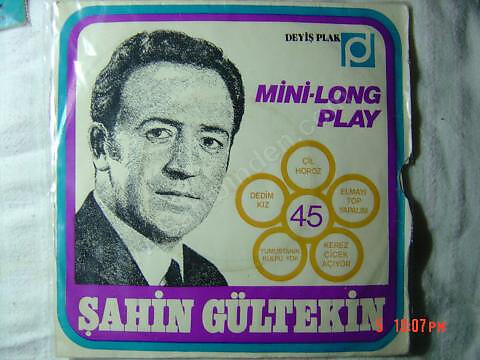 DEYİŞ PLAK
MİNİ-LONG
PLAY
ÇİL
HOROZ
DEDİM
KIZ
ELMAYI
TOP
YAPALIM
45
YUMURTANIN
KULPU YOK
KEREZ
ÇİÇEK
AÇIYOR
ŞAHİN GÜLTEKİN
10:07PM